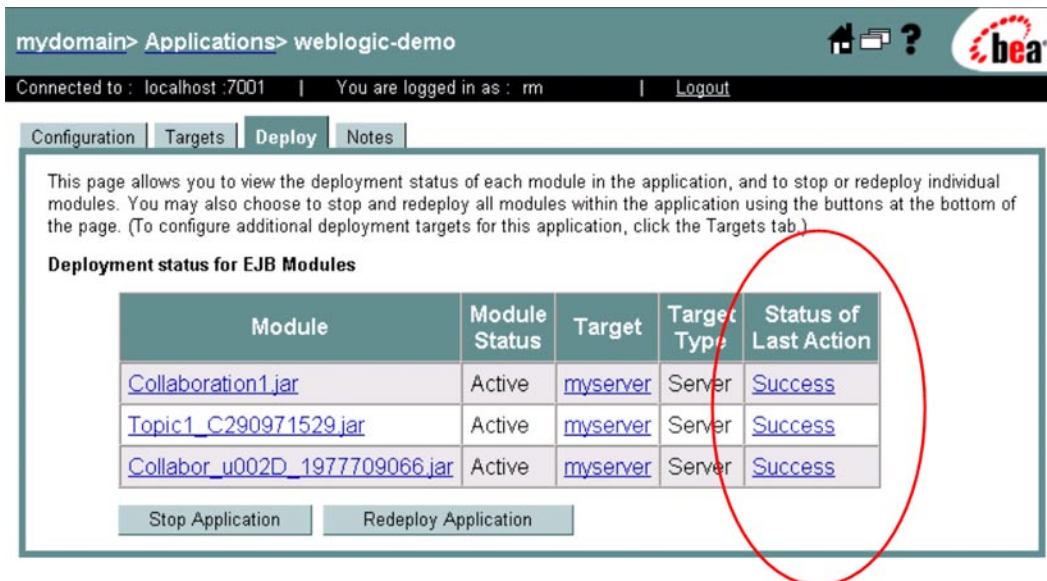 mydomain> Applications> weblogic-demo
?
bea
Connected to : localhost :7001 | You are logged in as : rm | Logout
Configuration Targets Deploy Notes
This page allows you to view the deployment status of each module in the application, and to stop or redeploy individual
modules. You may also choose to stop and redeploy all modules within the application using the buttons at the bottom of
the page. (To configure additional deployment targets for this application, click the Targets tab.)
Deployment status for EJB Modules
Module Module Status Target Target Type Status of Last Action
Collaboration1.jar Active myserver Server Success
Topic1_C290971529.jar Active myserver Server Success
Collabor_u002D_1977709066.jar Active myserver Server Success
Stop Application Redeploy Application